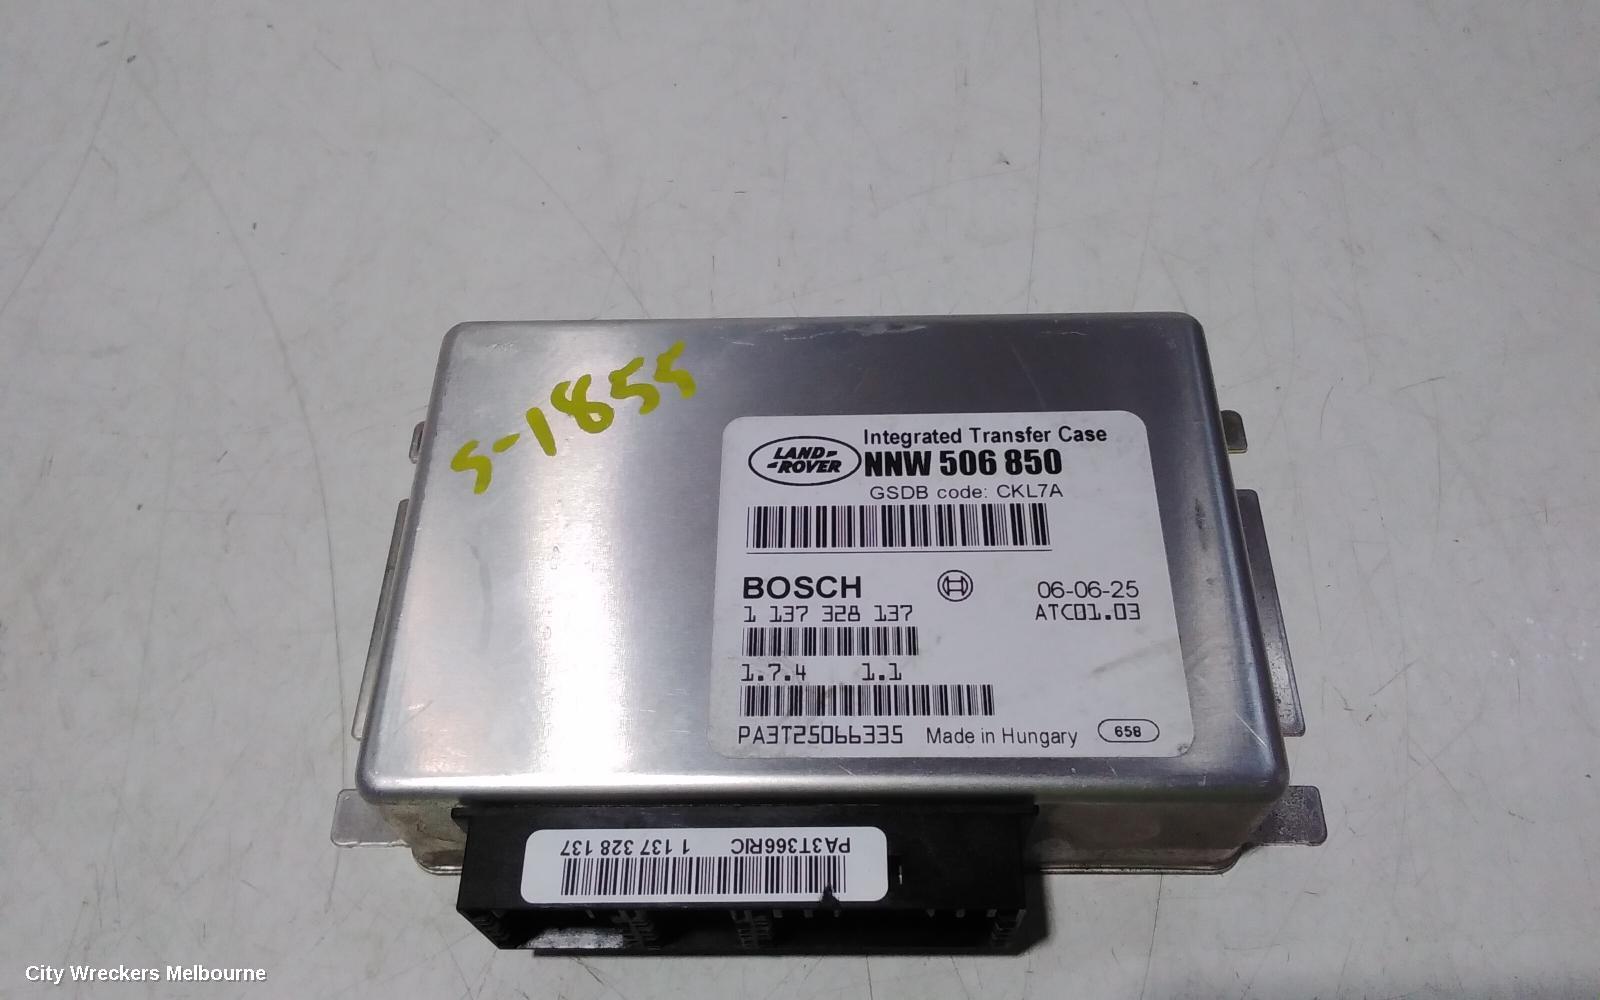 S-1855
LAND-
-ROVER
Integrated Transfer Case
NNW 506 850
GSDB code: CKL7A
BOSCH
06-06-25
1 137 328 137
ATC01.03
1.7.4 1.1
PA3T25066335 Made in Hungary 658
PA3T366RIC 1 137 328 137
City Wreckers Melbourne